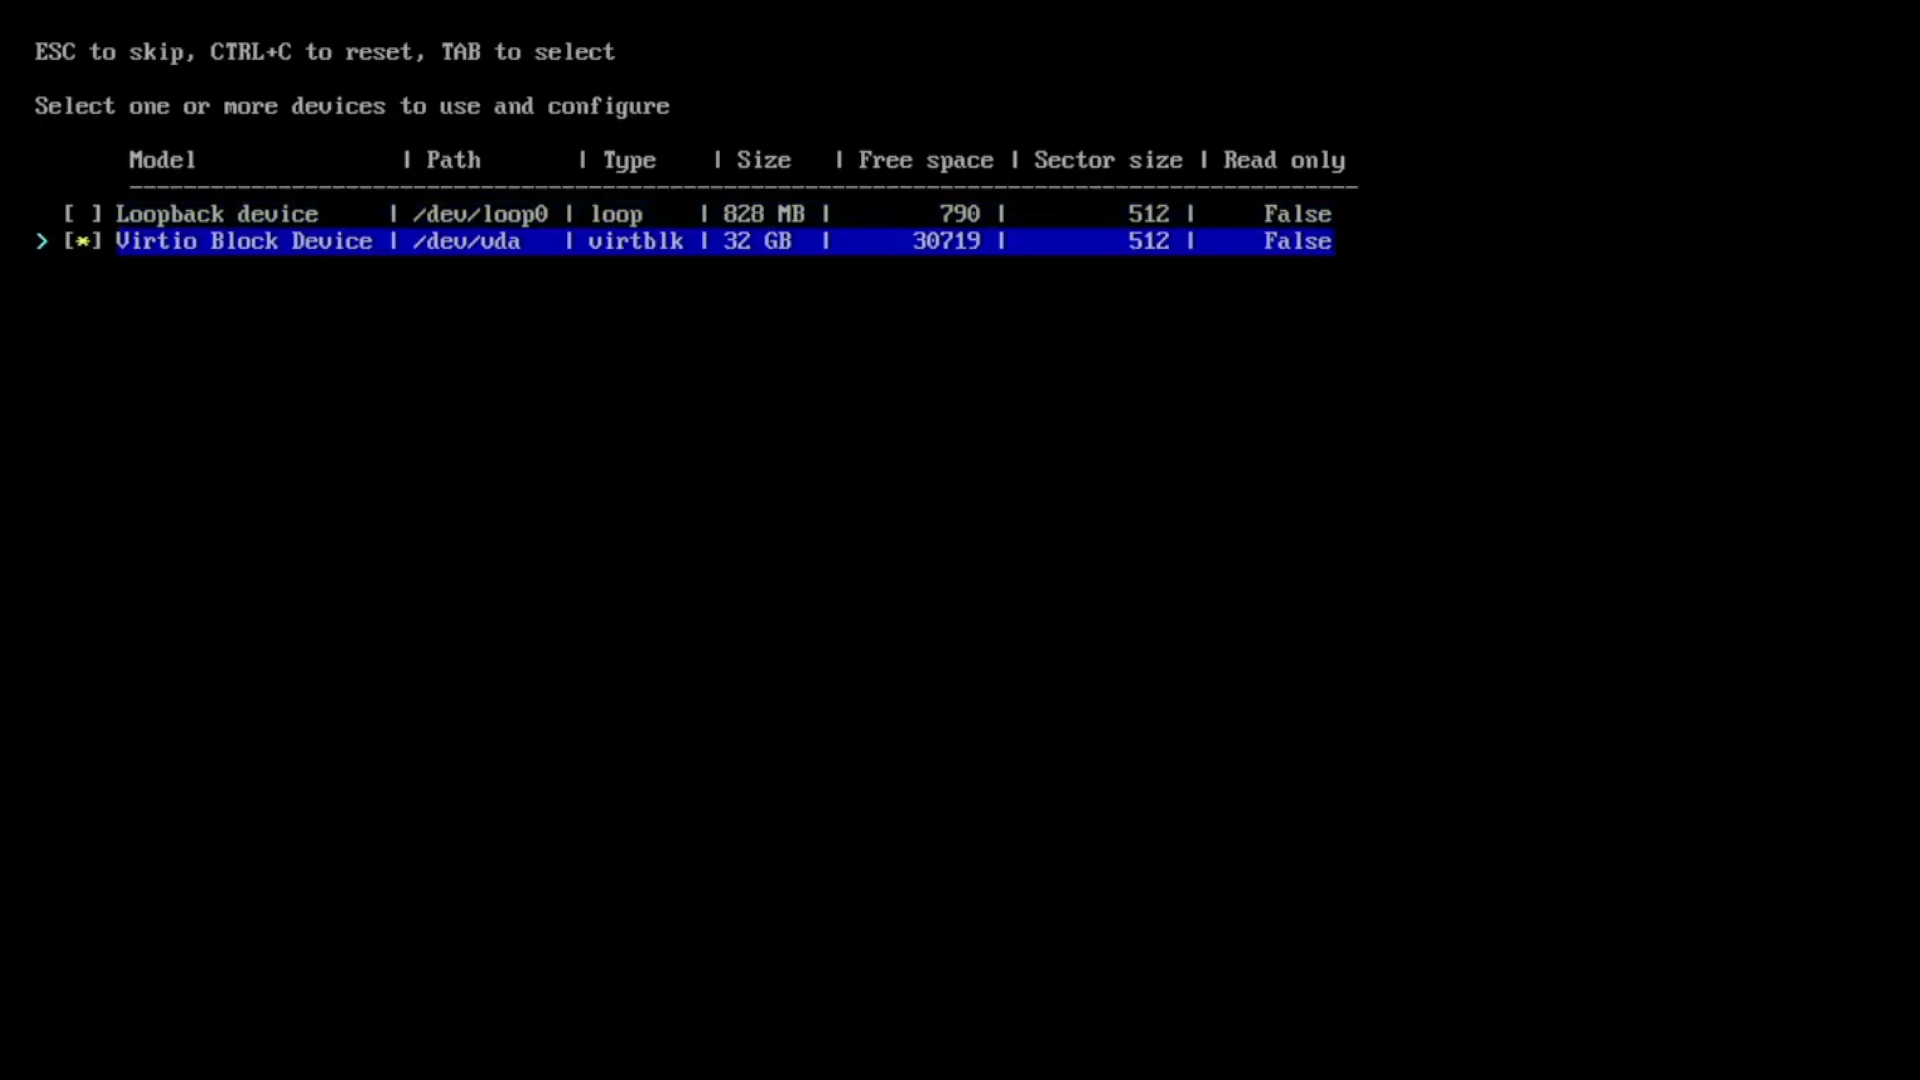 ESC to skip, CTRL+C to reset, TAB to select
Select one or more devices to use and configure
Model | Path | Type | Size | Free space | Sector size | Read only
[ ] Loopback device | /dev/loop0 | loop | 828 MB | 790 | 512 | False
> [*] Virtio Block Device | /dev/vda | virtblk | 32 GB | 30719 | 512 | False